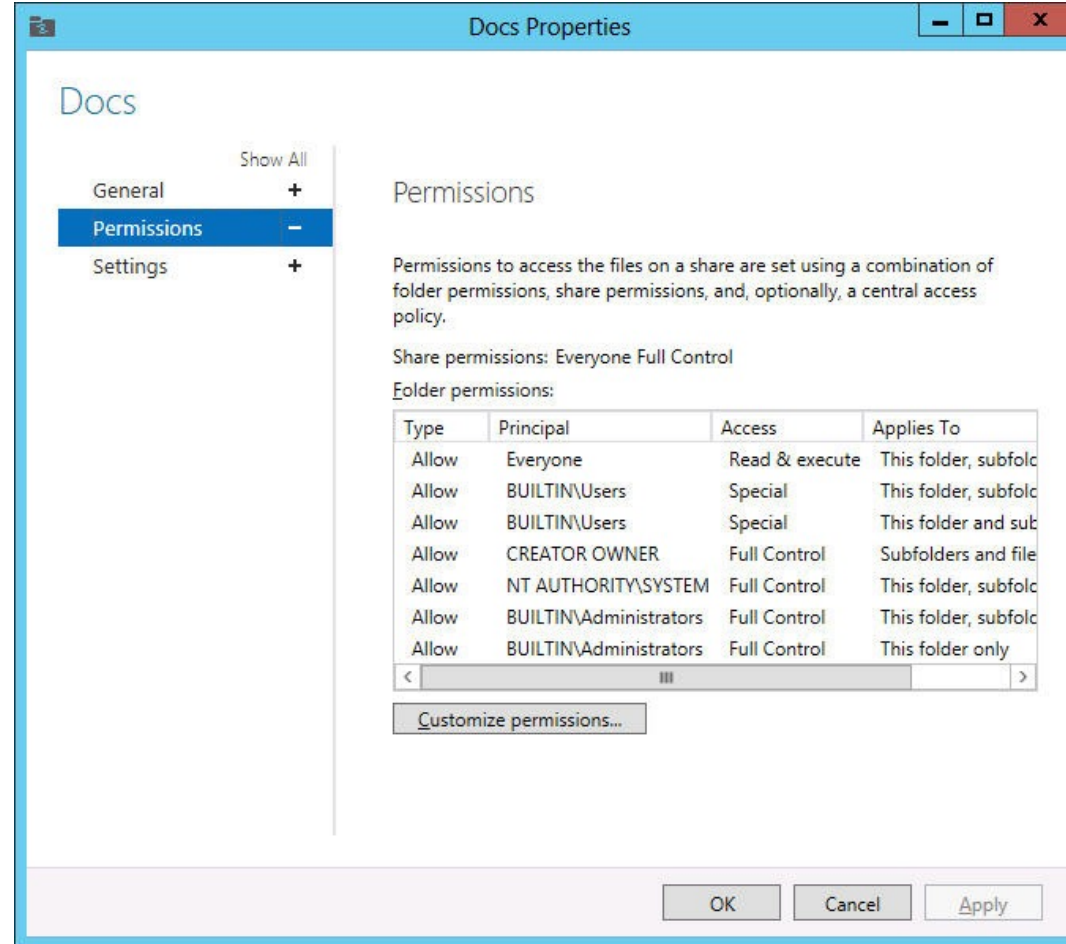 Docs Properties
Docs
Show All
General
Permissions
Settings
Permissions
Permissions to access the files on a share are set using a combination of
folder permissions, share permissions, and, optionally, a central access
policy.
Share permissions: Everyone Full Control
Folder permissions:
Type Principal Access Applies To
Allow Everyone Read & execute This folder, subfolc
Allow BUILTIN\Users Special This folder, subfolc
Allow BUILTIN\Users Special This folder and sub
Allow CREATOR OWNER Full Control Subfolders and file
Allow NT AUTHORITY\SYSTEM Full Control This folder, subfolc
Allow BUILTIN\Administrators Full Control This folder, subfolc
Allow BUILTIN\Administrators Full Control This folder only
Customize permissions...
OK Cancel Apply